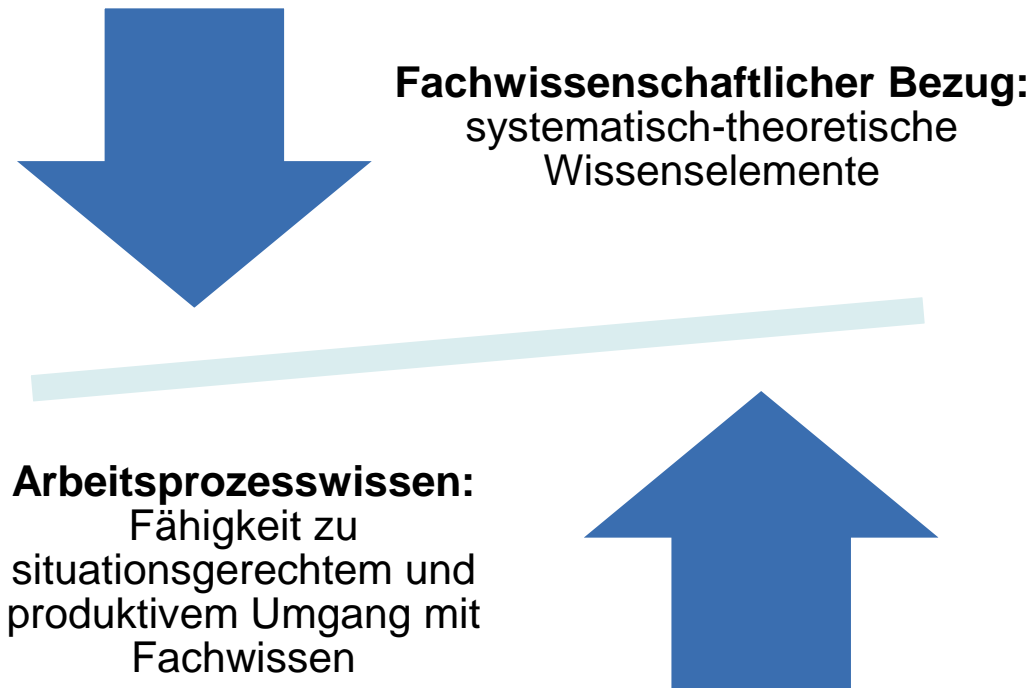 Fachwissenschaftlicher Bezug:
systematisch-theoretische
Wissenselemente
Arbeitsprozesswissen:
Fähigkeit zu
situationsgerechtem und
produktivem Umgang mit
Fachwissen